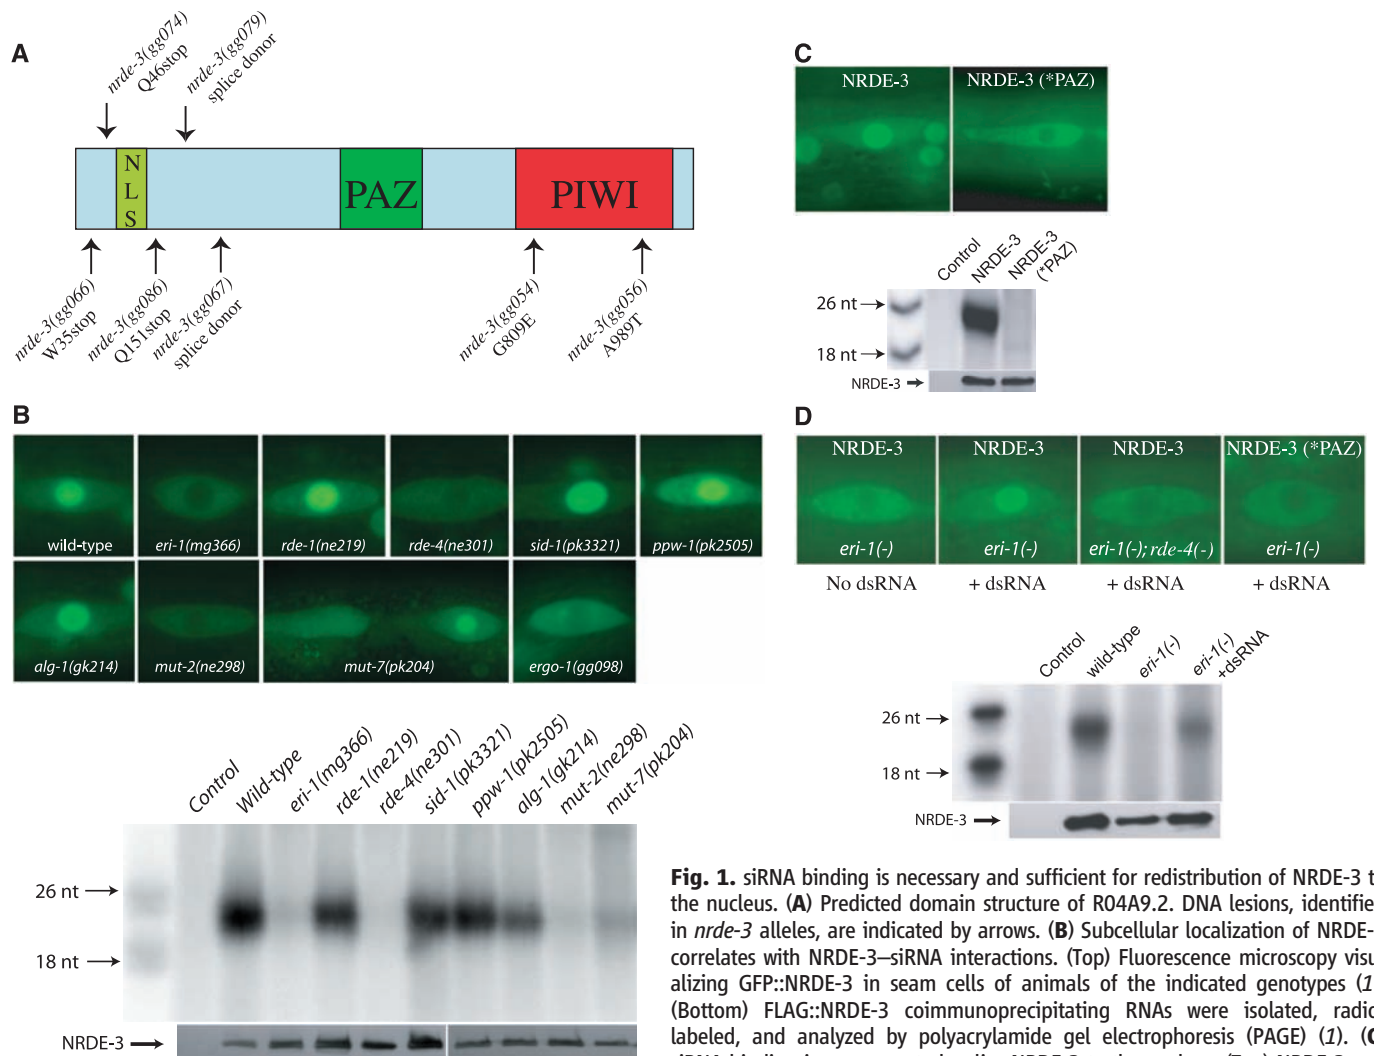 A
nrde-3(gg074)
Q46stop
nrde-3(gg079)
splice donor
N
L
S
PAZ
PIWI
nrde-3(gg066)
W35stop
nrde-3(gg086)
Q151stop
nrde-3(gg067)
splice donor
nrde-3(gg054)
G809E
nrde-3(gg056)
A989T
B
wild-type
eri-1(mg366)
rde-1(ne219)
rde-4(ne301)
sid-1(pk3321)
ppw-1(pk2505)
alg-1(gk214)
mut-2(ne298)
mut-7(pk204)
ergo-1(gg098)
Control
Wild-type
eri-1(mg366)
rde-1(ne219)
rde-4(ne301)
sid-1(pk3321)
ppw-1(pk2505)
alg-1(gk214)
mut-2(ne298)
mut-7(pk204)
26 nt
18 nt
NRDE-3
C
NRDE-3
NRDE-3 (*PAZ)
Control
NRDE-3
NRDE-3
(*PAZ)
26 nt
18 nt
NRDE-3
D
NRDE-3
NRDE-3
NRDE-3
NRDE-3 (*PAZ)
eri-1(-)
eri-1(-)
eri-1(-); rde-4(-)
eri-1(-)
No dsRNA
+ dsRNA
+ dsRNA
+ dsRNA
Control
wild-type
eri-1(-)
eri-1(-)
+dsRNA
26 nt
18 nt
NRDE-3
Fig. 1. siRNA binding is necessary and sufficient for redistribution of NRDE-3 t
the nucleus. (A) Predicted domain structure of R04A9.2. DNA lesions, identifie
in nrde-3 alleles, are indicated by arrows. (B) Subcellular localization of NRDE-
correlates with NRDE-3–siRNA interactions. (Top) Fluorescence microscopy visu
alizing GFP::NRDE-3 in seam cells of animals of the indicated genotypes (1
(Bottom) FLAG::NRDE-3 coimmunoprecipitating RNAs were isolated, radio
labeled, and analyzed by polyacrylamide gel electrophoresis (PAGE) (1). (C